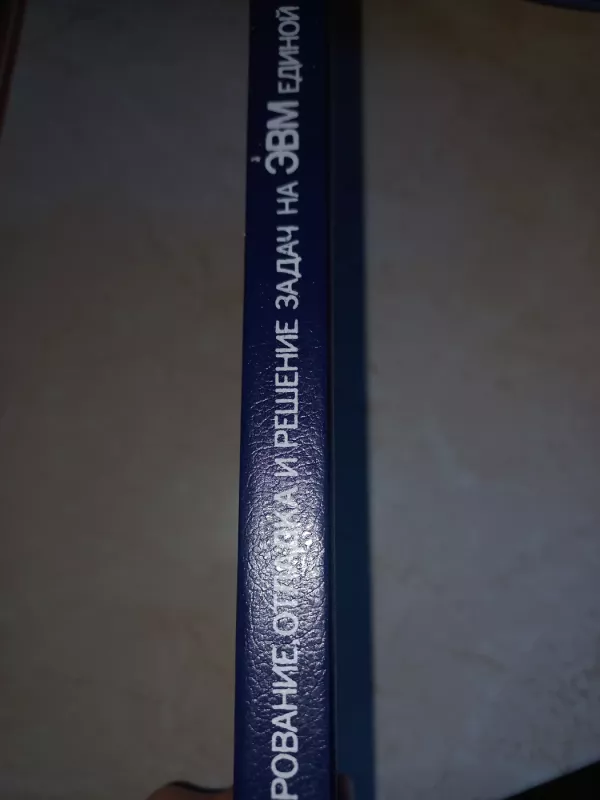 РОВАНИЕ ОТЛАДКА И РЕШЕНИЕ ЗАДАЧ НА ЭВМ ЕДИНОЙ